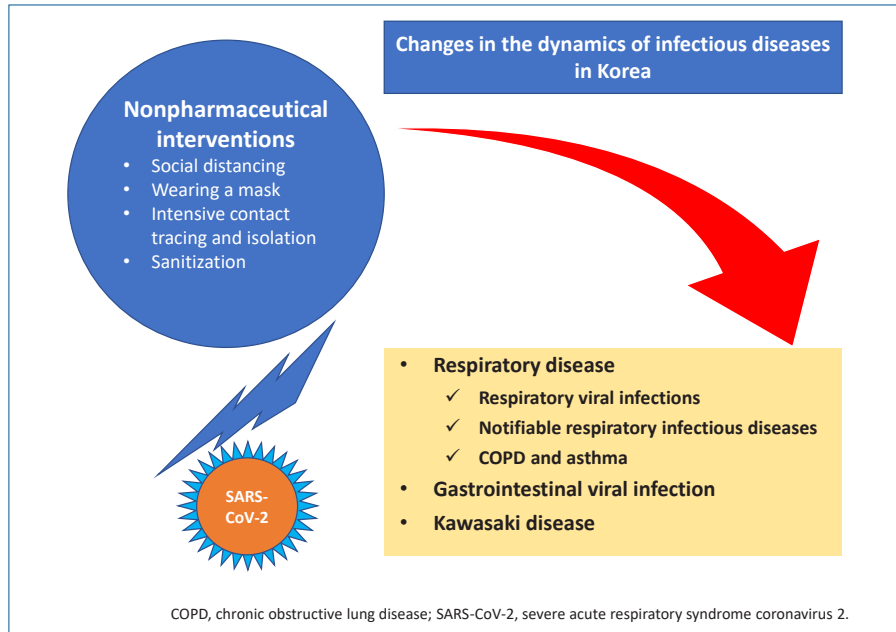 Changes in the dynamics of infectious diseases
in Korea
Nonpharmaceutical
interventions
• Social distancing
• Wearing a mask
• Intensive contact
tracing and isolation
• Sanitization
• Respiratory disease
✓ Respiratory viral infections
✓ Notifiable respiratory infectious diseases
✓ COPD and asthma
• Gastrointestinal viral infection
• Kawasaki disease
SARS-
CoV-2
COPD, chronic obstructive lung disease; SARS-CoV-2, severe acute respiratory syndrome coronavirus 2.